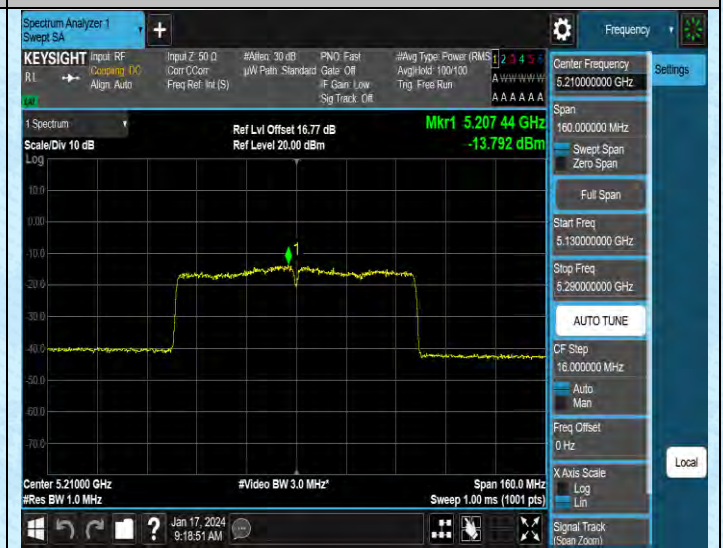 Spectrum Analyzer 1
Swept SA
Frequency
KEYSIGHT Input: RF Input Z: 50 Ω #Atten: 30 dB PNO: Fast #Avg Type: Power (RMS 1 2 3 4 5 6
RL Coupling: DC Corr CCorr µW Path: Standard Gate: Off Avg|Hold: 100/100 A W W W W W
Align: Auto Freq Ref: Int (S) IF Gain: Low Trig: Free Run
Sig Track: Off A A A A A A
1 Spectrum
Scale/Div 10 dB
Ref Lvl Offset 16.77 dB
Ref Level 20.00 dBm
Mkr1 5.207 44 GHz
-13.792 dBm
Log
10.0
0.00
-10.0
-20.0
-30.0
-40.0
-50.0
-60.0
-70.0
1
Center 5.21000 GHz
#Res BW 1.0 MHz
#Video BW 3.0 MHz*
Span 160.0 MHz
Sweep 1.00 ms (1001 pts)
Center Frequency
5.210000000 GHz
Settings
Span
160.000000 MHz
Swept Span
Zero Span
Full Span
Start Freq
5.130000000 GHz
Stop Freq
5.290000000 GHz
AUTO TUNE
CF Step
16.000000 MHz
Auto
Man
Freq Offset
0 Hz
X Axis Scale
Log
Lin
Local
Signal Track
(Span Zoom)
?
Jan 17, 2024
9:18:51 AM